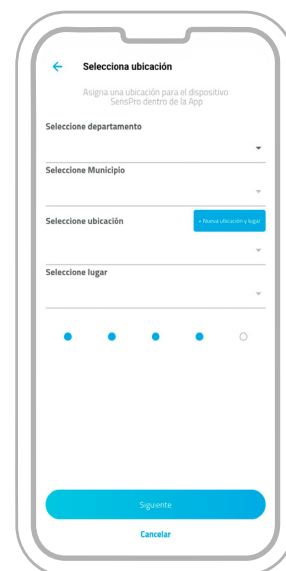 Selecciona ubicación
Asigna una ubicación para el dispositivo
SensPro dentro de la App
Seleccione departamento
Seleccione Municipio
Seleccione ubicación
+ Nueva ubicación y lugar
Seleccione lugar
Siguiente
Cancelar